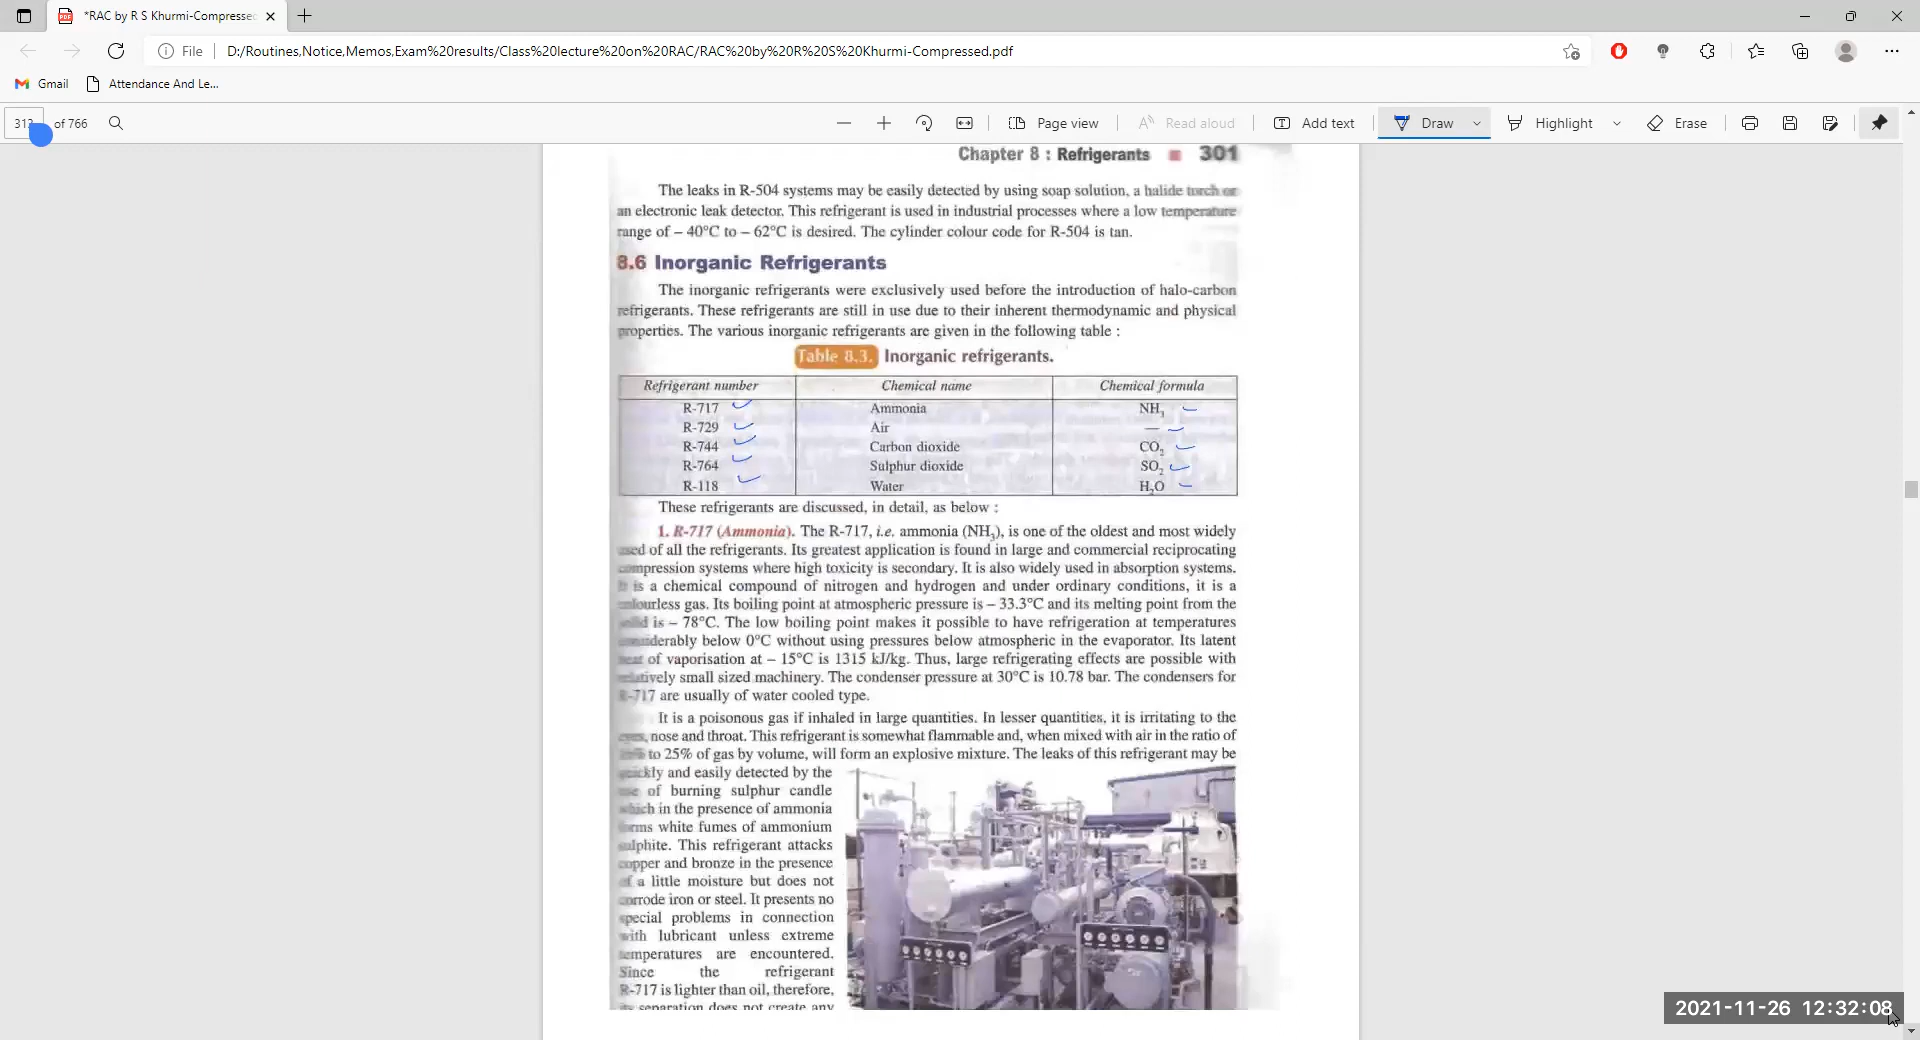 *RAC by R S Khurmi-Compressed
File
D:/Routines,Notice,Memos,Exam%20results/Class%20lecture%20on%20RAC/RAC%20by%20R%20S%20Khurmi-Compressed.pdf
Gmail
Attendance And Le...
of 766
Page view
Read aloud
Add text
Draw
Highlight
Erase
Chapter 8 : Refrigerants ■ 301
The leaks in R-504 systems may be easily detected by using soap solution, a halide torch or
an electronic leak detector. This refrigerant is used in industrial processes where a low temperature
range of – 40°C to – 62°C is desired. The cylinder colour code for R-504 is tan.
8.6 Inorganic Refrigerants
The inorganic refrigerants were exclusively used before the introduction of halo-carbon
refrigerants. These refrigerants are still in use due to their inherent thermodynamic and physical
properties. The various inorganic refrigerants are given in the following table :
Table 8.3. Inorganic refrigerants.
Refrigerant number Chemical name Chemical formula
R-717 Ammonia NH₃
R-729 Air —
R-744 Carbon dioxide CO₂
R-764 Sulphur dioxide SO₂
R-118 Water H₂O
These refrigerants are discussed, in detail, as below :
1. R-717 (Ammonia). The R-717, i.e. ammonia (NH₃), is one of the oldest and most widely
used of all the refrigerants. Its greatest application is found in large and commercial reciprocating
compression systems where high toxicity is secondary. It is also widely used in absorption systems.
It is a chemical compound of nitrogen and hydrogen and under ordinary conditions, it is a
colourless gas. Its boiling point at atmospheric pressure is – 33.3°C and its melting point from the
solid is – 78°C. The low boiling point makes it possible to have refrigeration at temperatures
considerably below 0°C without using pressures below atmospheric in the evaporator. Its latent
heat of vaporisation at – 15°C is 1315 kJ/kg. Thus, large refrigerating effects are possible with
relatively small sized machinery. The condenser pressure at 30°C is 10.78 bar. The condensers for
R-717 are usually of water cooled type.
It is a poisonous gas if inhaled in large quantities. In lesser quantities, it is irritating to the
eyes, nose and throat. This refrigerant is somewhat flammable and, when mixed with air in the ratio of
to 25% of gas by volume, will form an explosive mixture. The leaks of this refrigerant may be
quickly and easily detected by the
use of burning sulphur candle
which in the presence of ammonia
forms white fumes of ammonium
sulphite. This refrigerant attacks
copper and bronze in the presence
of a little moisture but does not
corrode iron or steel. It presents no
special problems in connection
with lubricant unless extreme
temperatures are encountered.
Since the refrigerant
R-717 is lighter than oil, therefore,
its separation does not create any
2021-11-26 12:32:08